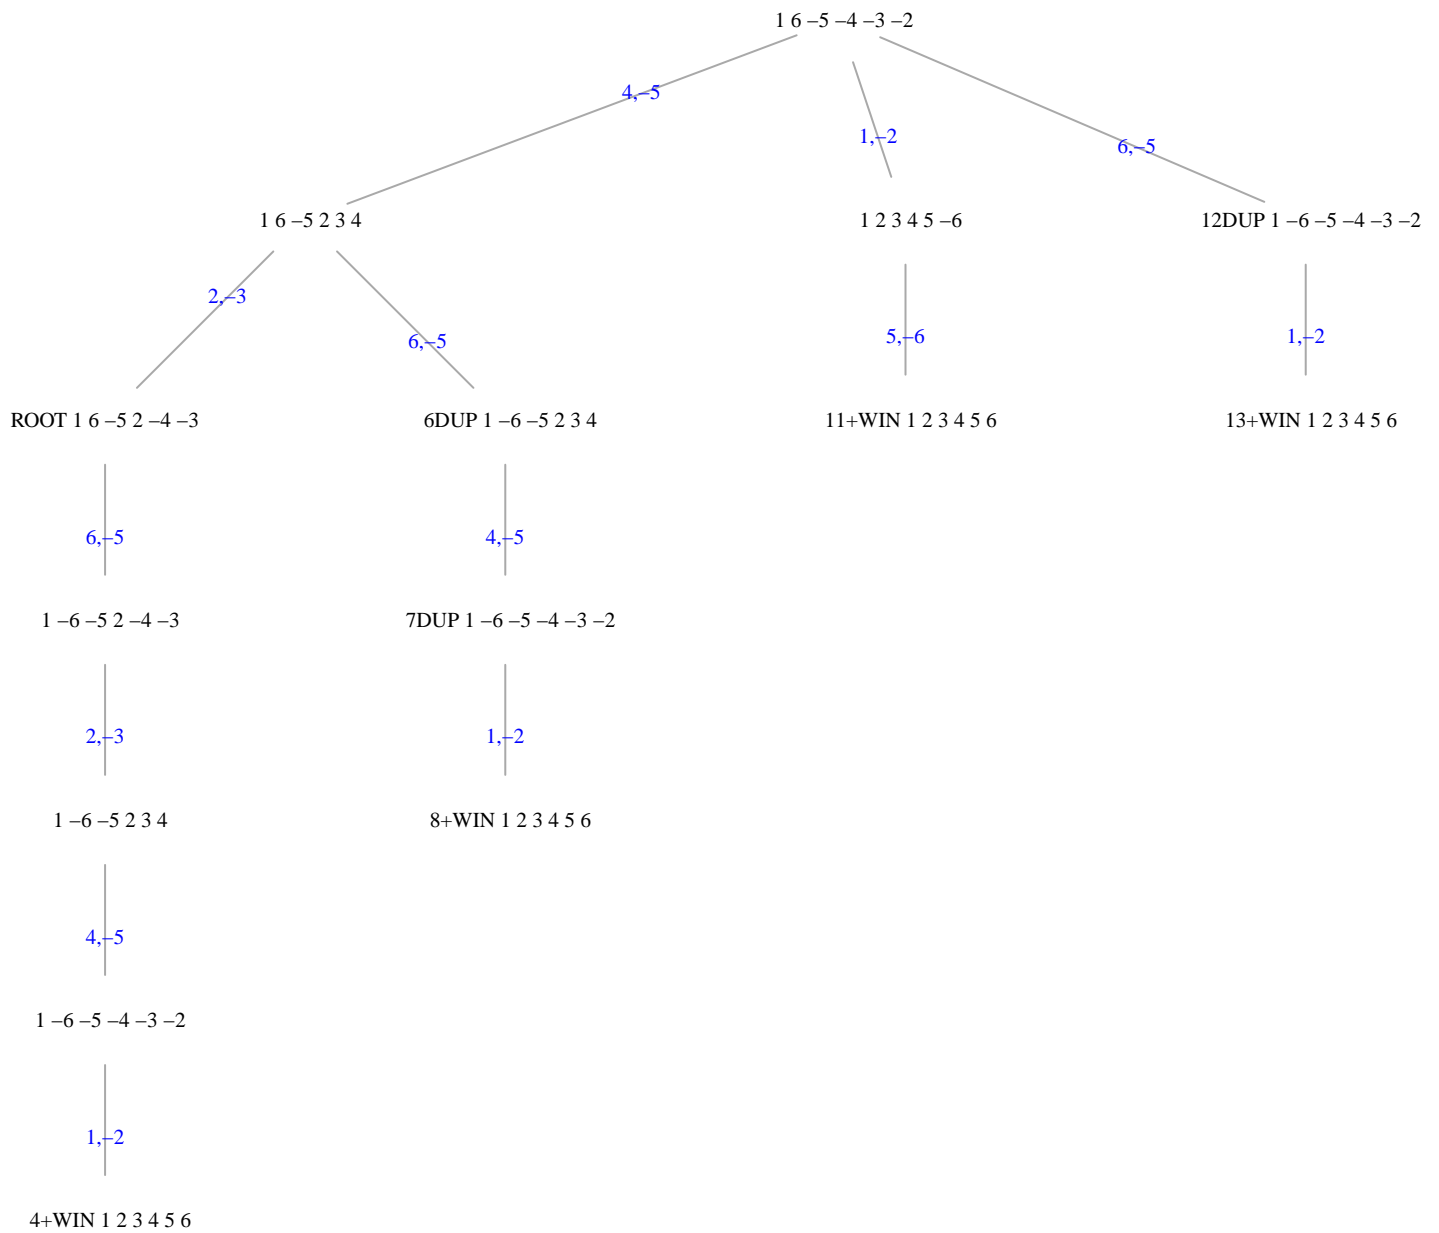 1 6 –5 –4 –3 –2
4,–5
1,–2
6,–5
1 6 –5 2 3 4
1 2 3 4 5 –6
12DUP 1 –6 –5 –4 –3 –2
2,–3
6,–5
5,–6
1,–2
ROOT 1 6 –5 2 –4 –3
6DUP 1 –6 –5 2 3 4
11+WIN 1 2 3 4 5 6
13+WIN 1 2 3 4 5 6
6,–5
4,–5
1 –6 –5 2 –4 –3
7DUP 1 –6 –5 –4 –3 –2
2,–3
1,–2
1 –6 –5 2 3 4
8+WIN 1 2 3 4 5 6
4,–5
1 –6 –5 –4 –3 –2
1,–2
4+WIN 1 2 3 4 5 6